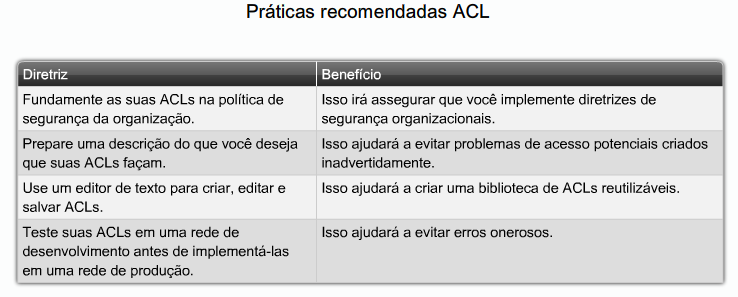 Práticas recomendadas ACL
Diretriz Benefício
Fundamente as suas ACLs na política de segurança da organização.
Isso irá assegurar que você implemente diretrizes de segurança organizacionais.
Prepare uma descrição do que você deseja que suas ACLs façam.
Isso ajudará a evitar problemas de acesso potenciais criados inadvertidamente.
Use um editor de texto para criar, editar e salvar ACLs.
Isso ajudará a criar uma biblioteca de ACLs reutilizáveis.
Teste suas ACLs em uma rede de desenvolvimento antes de implementá-las em uma rede de produção.
Isso ajudará a evitar erros onerosos.